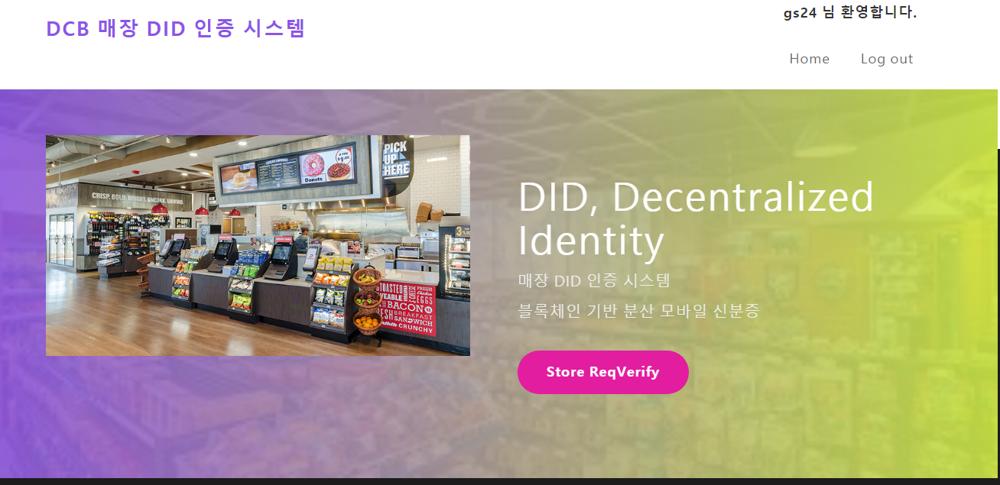 DCB 매장 DID 인증 시스템
gs24 님 환영합니다.
Home
Log out
PICK
UP
HERE
Donuts
CRISP. BOLD. BRIGHT. UNCORK. UNWIND.
DID, Decentralized
Identity
매장 DID 인증 시스템
블록체인 기반 분산 모바일 신분증
TOASTED
FRESH
Chicken
EGGS
BACON
BREAKFAST
SANDWICH
CRUNCHY
Store ReqVerify